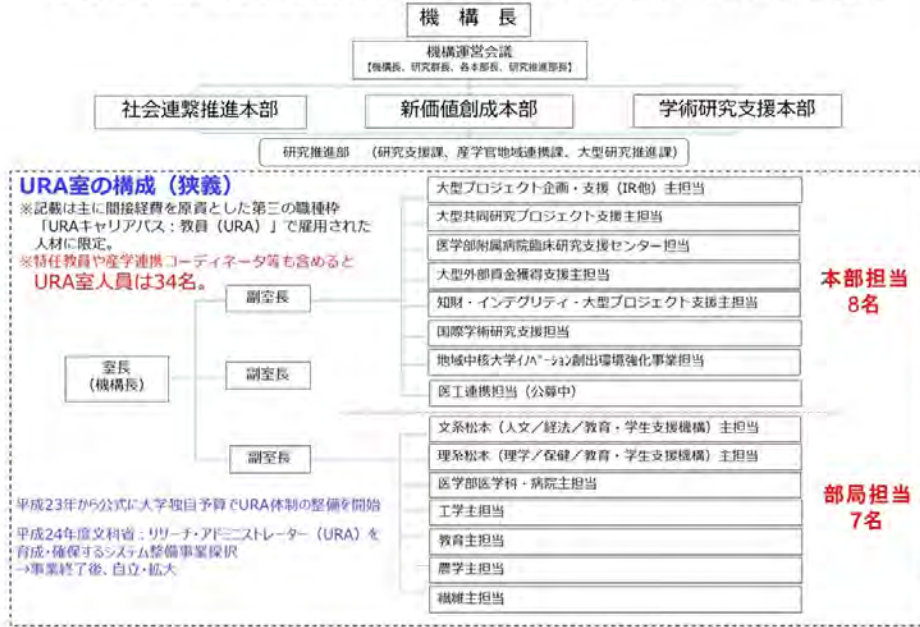 機 構 長
機構運営会議
【機構長、研究群長、各本部長、研究推進部長】
社会連繋推進本部
新価値創成本部
学術研究支援本部
研究推進部 （研究支援課、産学官地域連携課、大型研究推進課）
URA室の構成（狭義）
※記載は主に間接経費を原資とした第三の職種枠
「URAキャリアパス：教員（URA）」で雇用された
人材に限定。
※特任教員や産学連携コーディネータ等も含めると
URA室人員は34名。
室長
（機構長）
副室長
副室長
副室長
大型プロジェクト企画・支援（IR他）主担当
大型共同研究プロジェクト支援主担当
医学部附属病院臨床研究支援センター担当
大型外部資金獲得支援主担当
知財・インテグリティ・大型プロジェクト支援主担当
国際学術研究支援担当
地域中核大学ｲﾉﾍﾞｰｼｮﾝ創出環境強化事業担当
医工連携担当（公募中）
本部担当
8名
文系松本（人文／経法／教育・学生支援機構）主担当
理系松本（理学／保健／教育・学生支援機構）主担当
医学部医学科・病院主担当
工学主担当
教育主担当
農学主担当
繊維主担当
部局担当
7名
平成23年から公式に大学独自予算でURA体制の整備を開始
平成24年度文科省：リサーチ・アドミニストレーター（URA）を
育成・確保するシステム整備事業採択
→事業終了後、自立・拡大